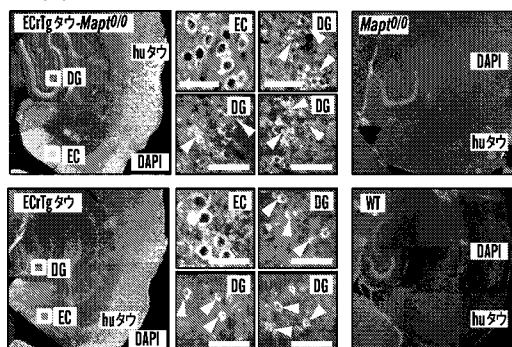 ECrTgタウ-Mapt0/0
huタウ
DG
EC
DAPI
EC
DG
DG
DG
Mapt0/0
DAPI
huタウ
ECrTgタウ
DG
EC
huタウ
DAPI
EC
DG
DG
DG
WT
DAPI
huタウ